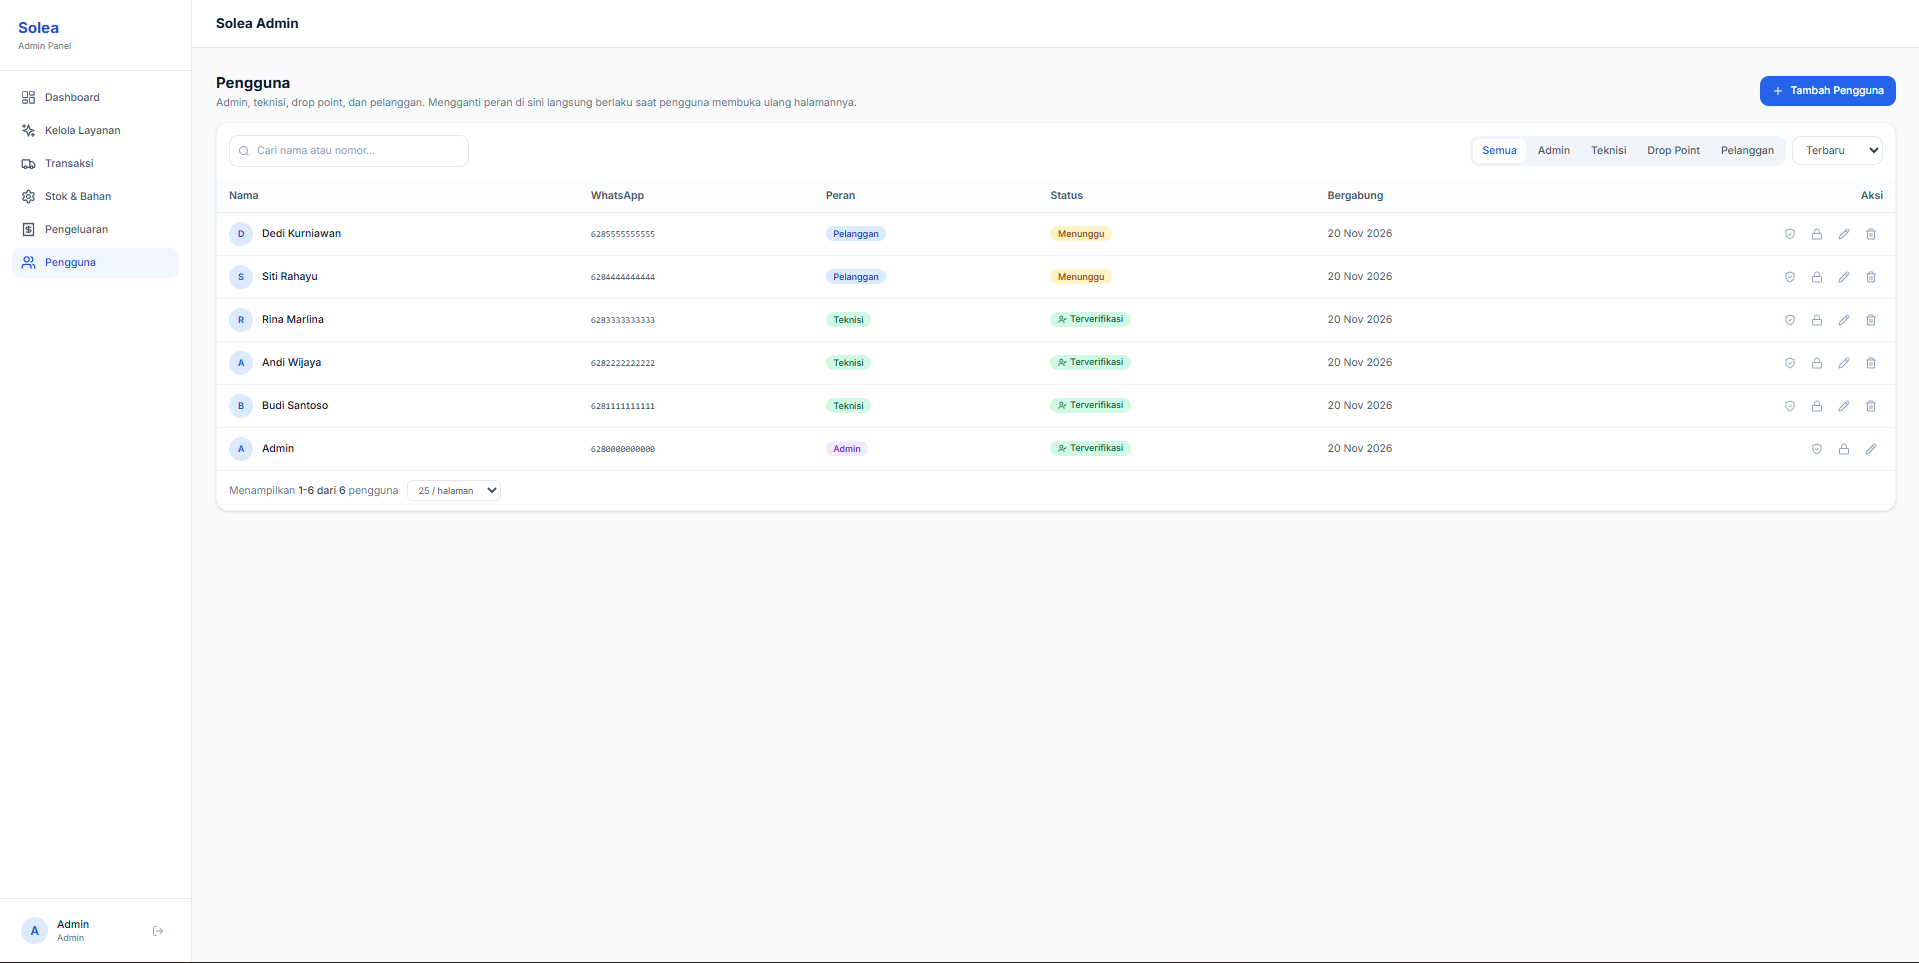 Solea
Admin Panel
Dashboard
Kelola Layanan
Transaksi
Stok & Bahan
Pengeluaran
Pengguna
Admin
Admin
Solea Admin
Pengguna
Admin, teknisi, drop point, dan pelanggan. Mengganti peran di sini langsung berlaku saat pengguna membuka ulang halamannya.
Tambah Pengguna
Cari nama atau nomor...
Semua Admin Teknisi Drop Point Pelanggan Terbaru
Nama WhatsApp Peran Status Bergabung Aksi
D Dedi Kurniawan 6285555555555 Pelanggan Menunggu 20 Nov 2026
S Siti Rahayu 6284444444444 Pelanggan Menunggu 20 Nov 2026
R Rina Marlina 6283333333333 Teknisi Terverifikasi 20 Nov 2026
A Andi Wijaya 6282222222222 Teknisi Terverifikasi 20 Nov 2026
B Budi Santoso 6281111111111 Teknisi Terverifikasi 20 Nov 2026
A Admin 6280000000000 Admin Terverifikasi 20 Nov 2026
Menampilkan 1-6 dari 6 pengguna 25 / halaman
A